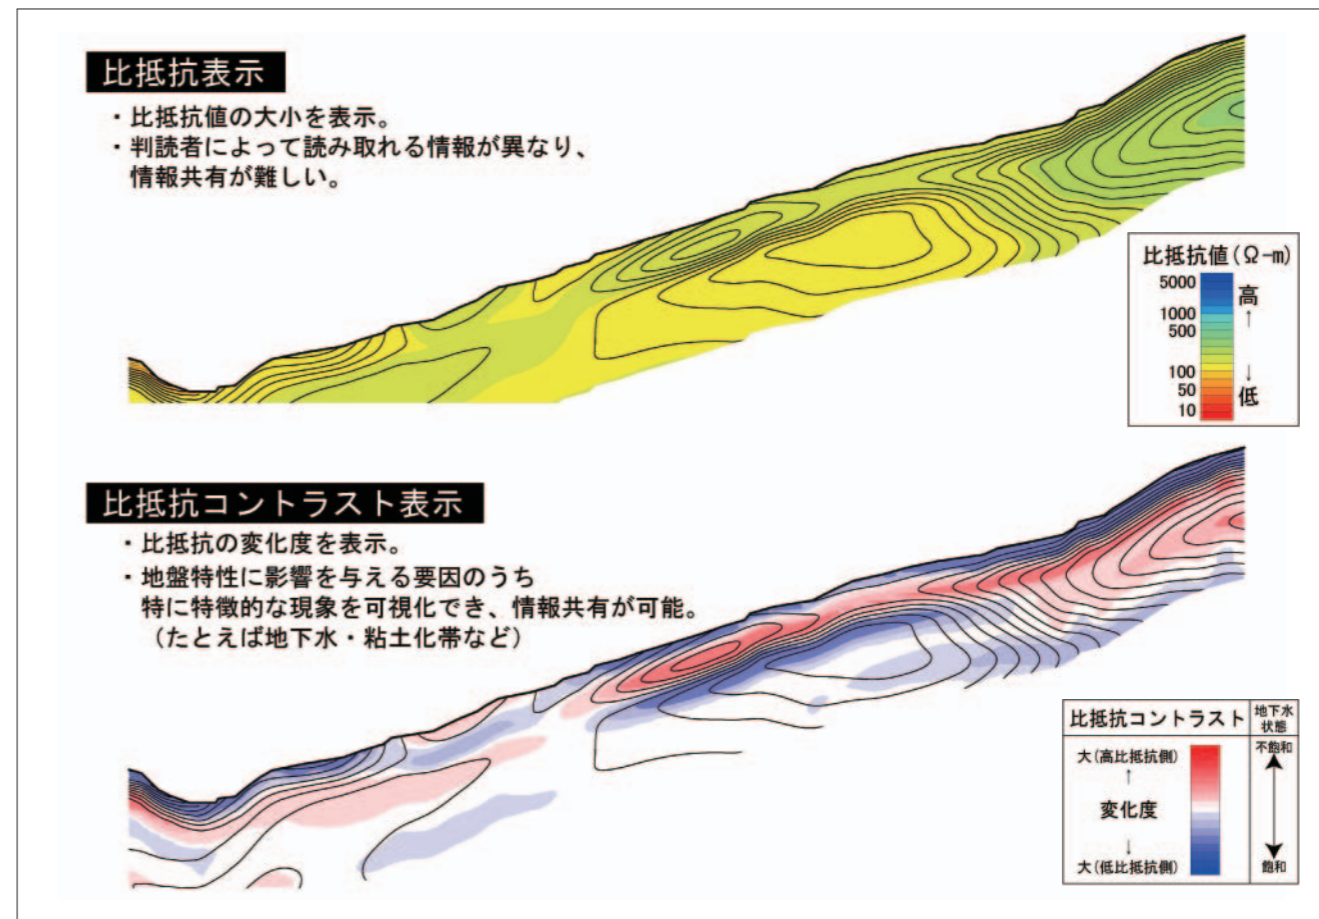 比抵抗表示
・比抵抗値の大小を表示。
・判読者によって読み取れる情報が異なり、
情報共有が難しい。
比抵抗値(Ω-m)
5000
1000
500
100
50
10
高
↑
↓
低
比抵抗コントラスト表示
・比抵抗の変化度を表示。
・地盤特性に影響を与える要因のうち
特に特徴的な現象を可視化でき、情報共有が可能。
（たとえば地下水・粘土化帯など）
比抵抗コントラスト
地下水
状態
大(高比抵抗側)
↑
変化度
↓
大(低比抵抗側)
不飽和
飽和